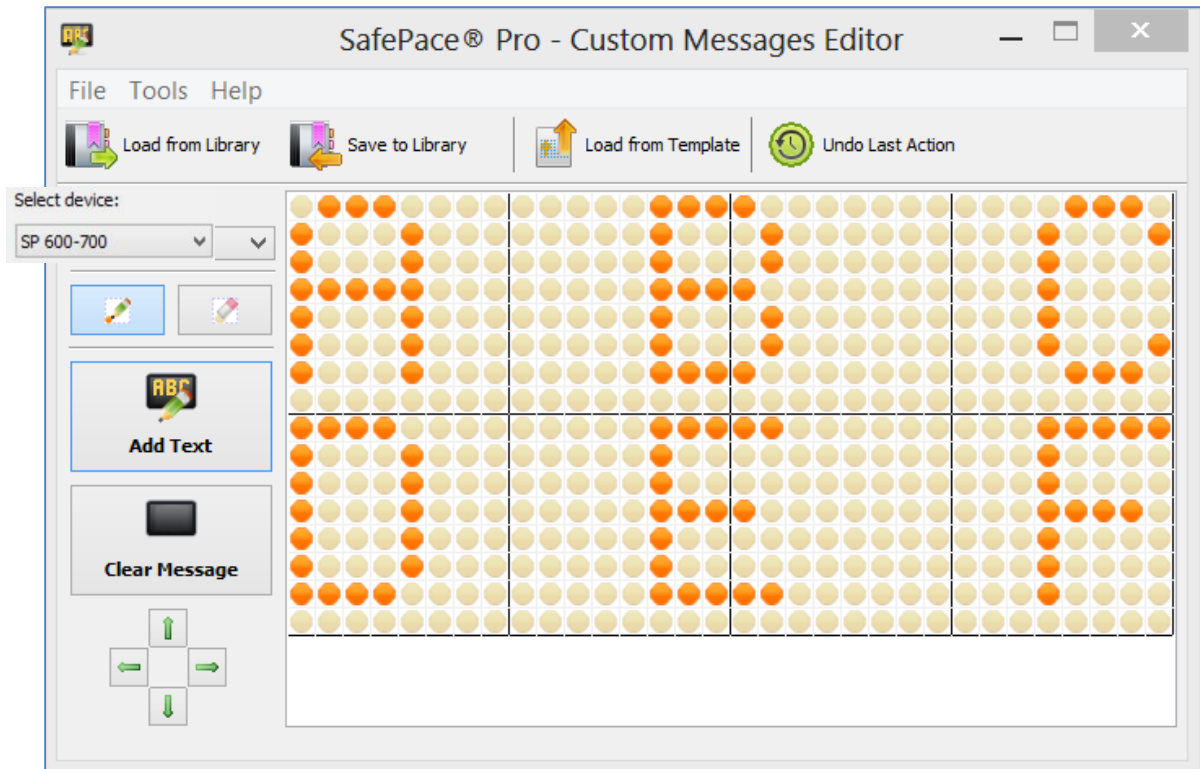 SafePace® Pro - Custom Messages Editor
File Tools Help
Load from Library Save to Library Load from Template Undo Last Action
Select device:
SP 600-700
A B C
D E F
ABC
Add Text
Clear Message